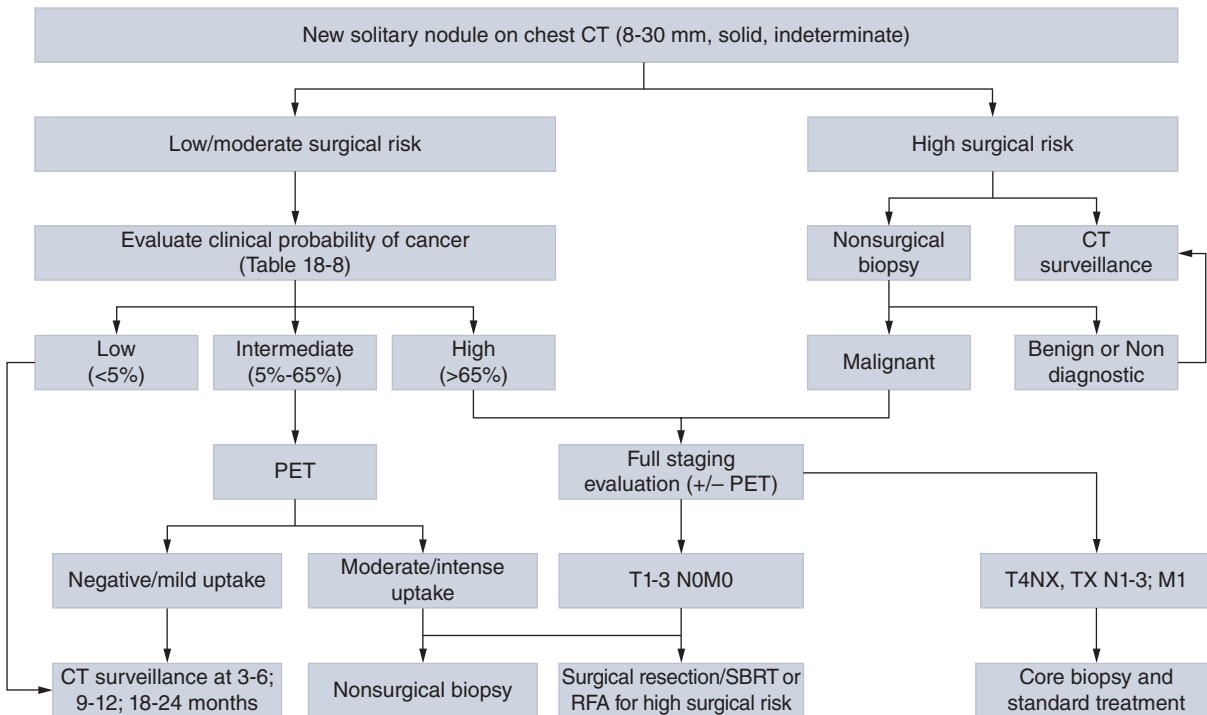 New solitary nodule on chest CT (8-30 mm, solid, indeterminate)
Low/moderate surgical risk
High surgical risk
Evaluate clinical probability of cancer
(Table 18-8)
Nonsurgical
biopsy
CT
surveillance
Low
(<5%)
Intermediate
(5%-65%)
High
(>65%)
Malignant
Benign or Non
diagnostic
PET
Full staging
evaluation (+/– PET)
Negative/mild uptake
Moderate/intense
uptake
T1-3 N0M0
T4NX, TX N1-3; M1
CT surveillance at 3-6;
9-12; 18-24 months
Nonsurgical biopsy
Surgical resection/SBRT or
RFA for high surgical risk
Core biopsy and
standard treatment